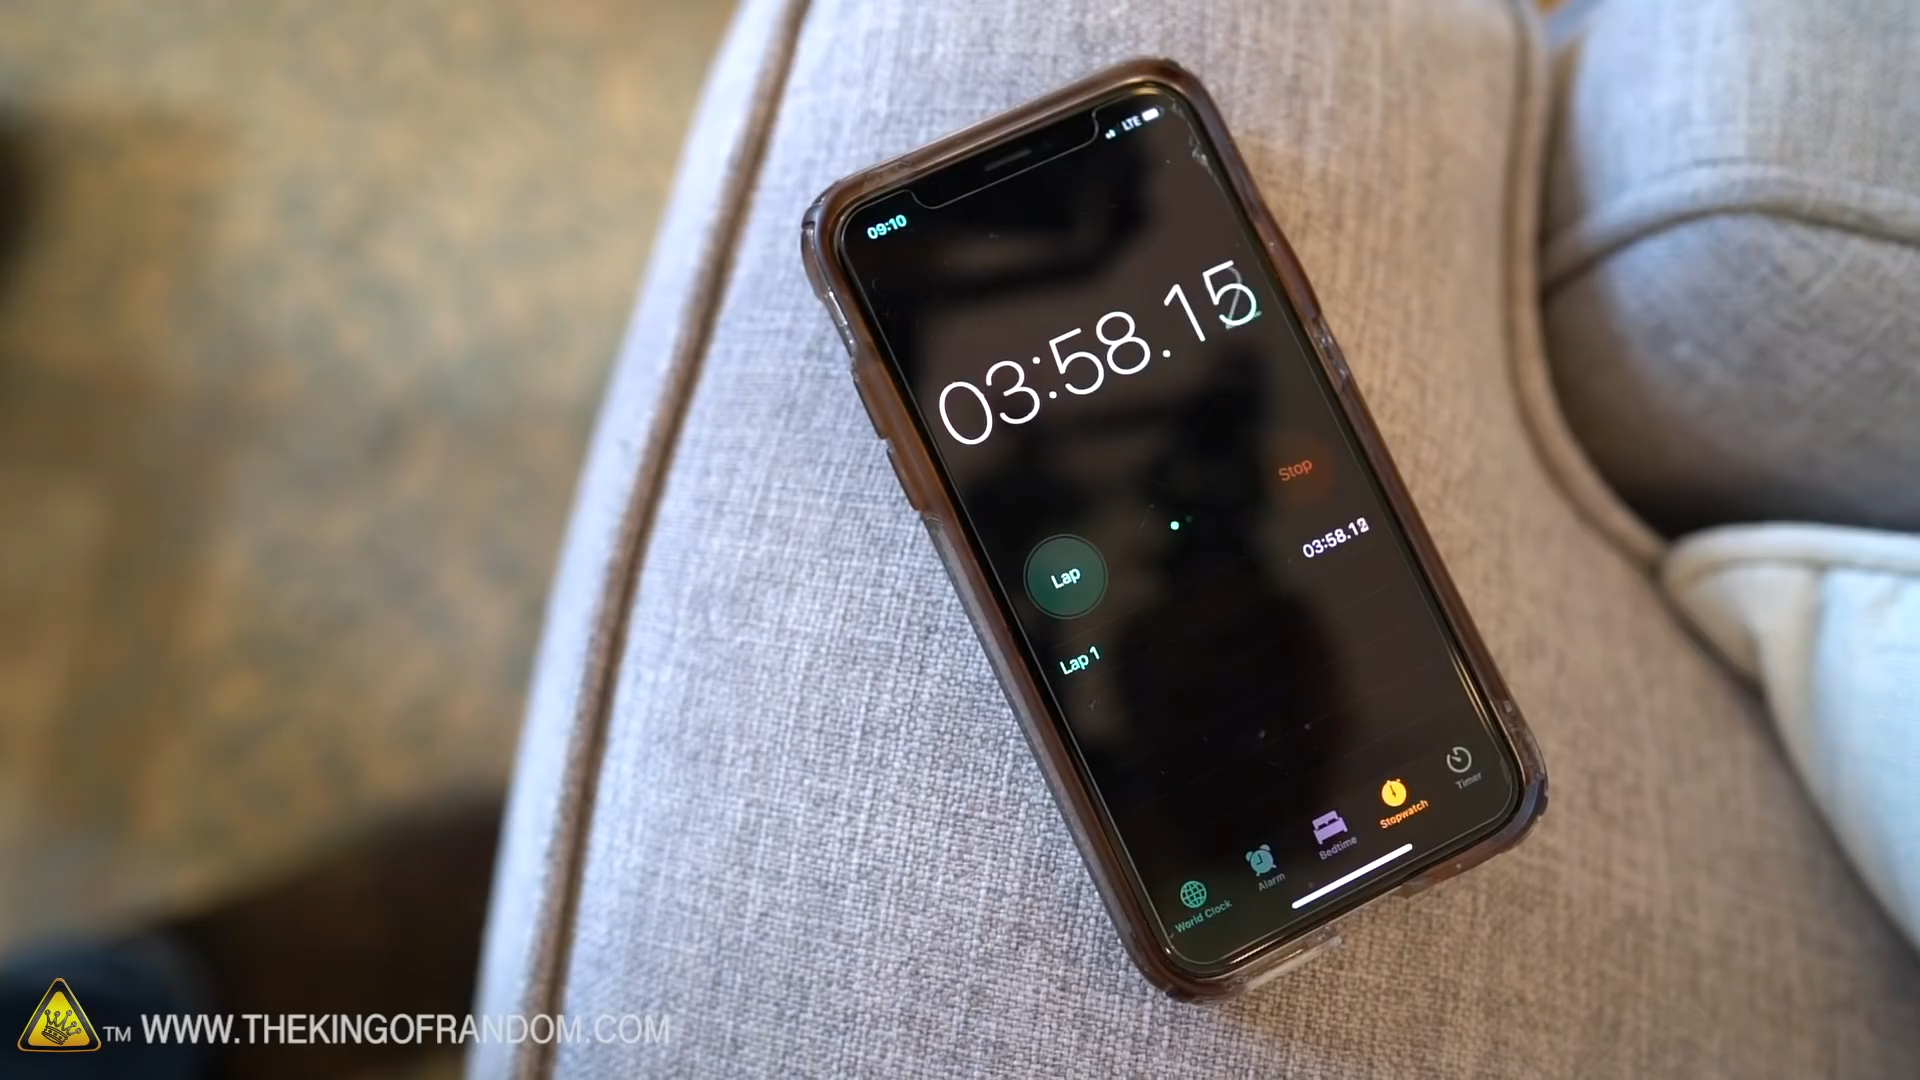 LTE
09:10
03:58.15
Stop
Lap
03:58.12
Lap 1
World Clock
Alarm
Bedtime
Stopwatch
Timer
TM WWW.THEKINGOFRANDOM.COM